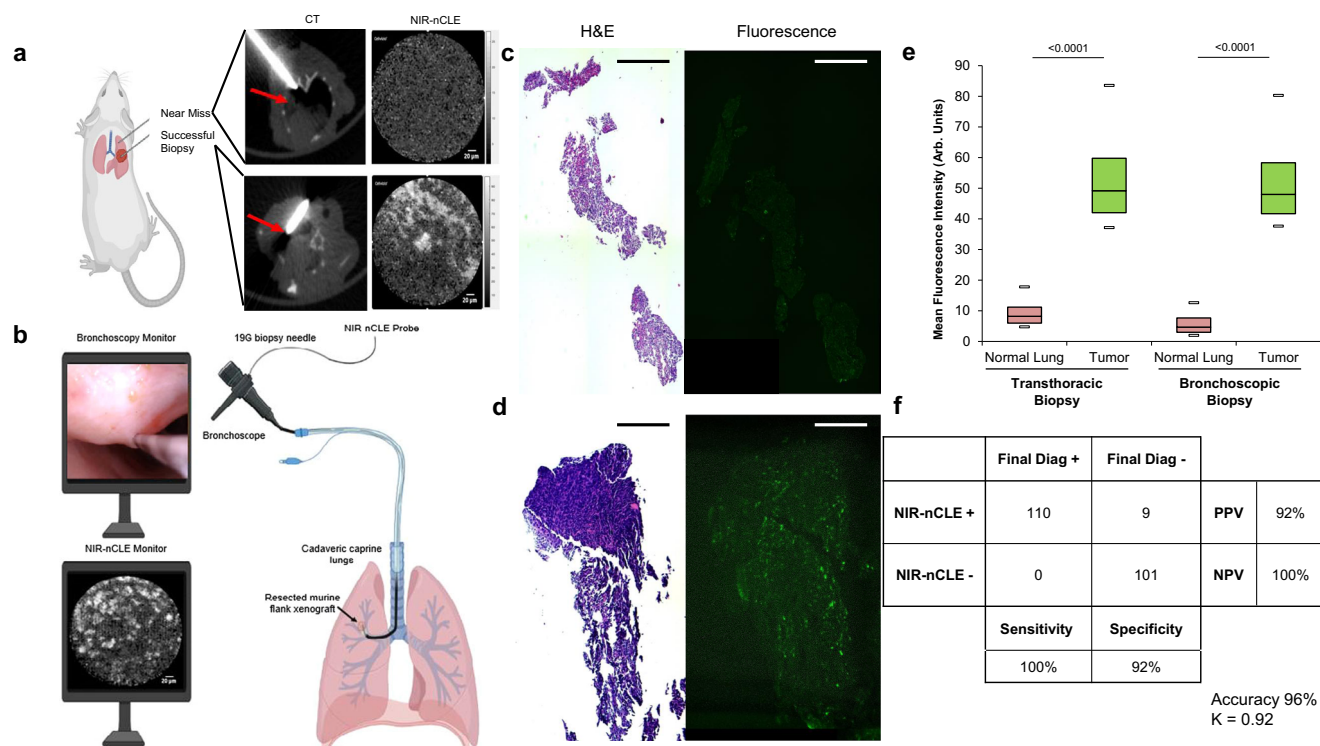 a
CT
NIR-nCLE
Near Miss
Successful
Biopsy
20 µm
20 µm
b
Bronchoscopy Monitor
19G biopsy needle
NIR nCLE Probe
Bronchoscope
NIR-nCLE Monitor
20 µm
Cadaveric caprine
lungs
Resected murine
flank xenograft
c
H&E
Fluorescence
d
e
<0.0001
<0.0001
Mean Fluorescence Intensity (Arb. Units)
90
80
70
60
50
40
30
20
10
0
Normal Lung
Tumor
Normal Lung
Tumor
Transthoracic
Biopsy
Bronchoscopic
Biopsy
f
Final Diag +
Final Diag -
NIR-nCLE +
110
9
PPV
92%
NIR-nCLE -
0
101
NPV
100%
Sensitivity
Specificity
100%
92%
Accuracy 96%
K = 0.92